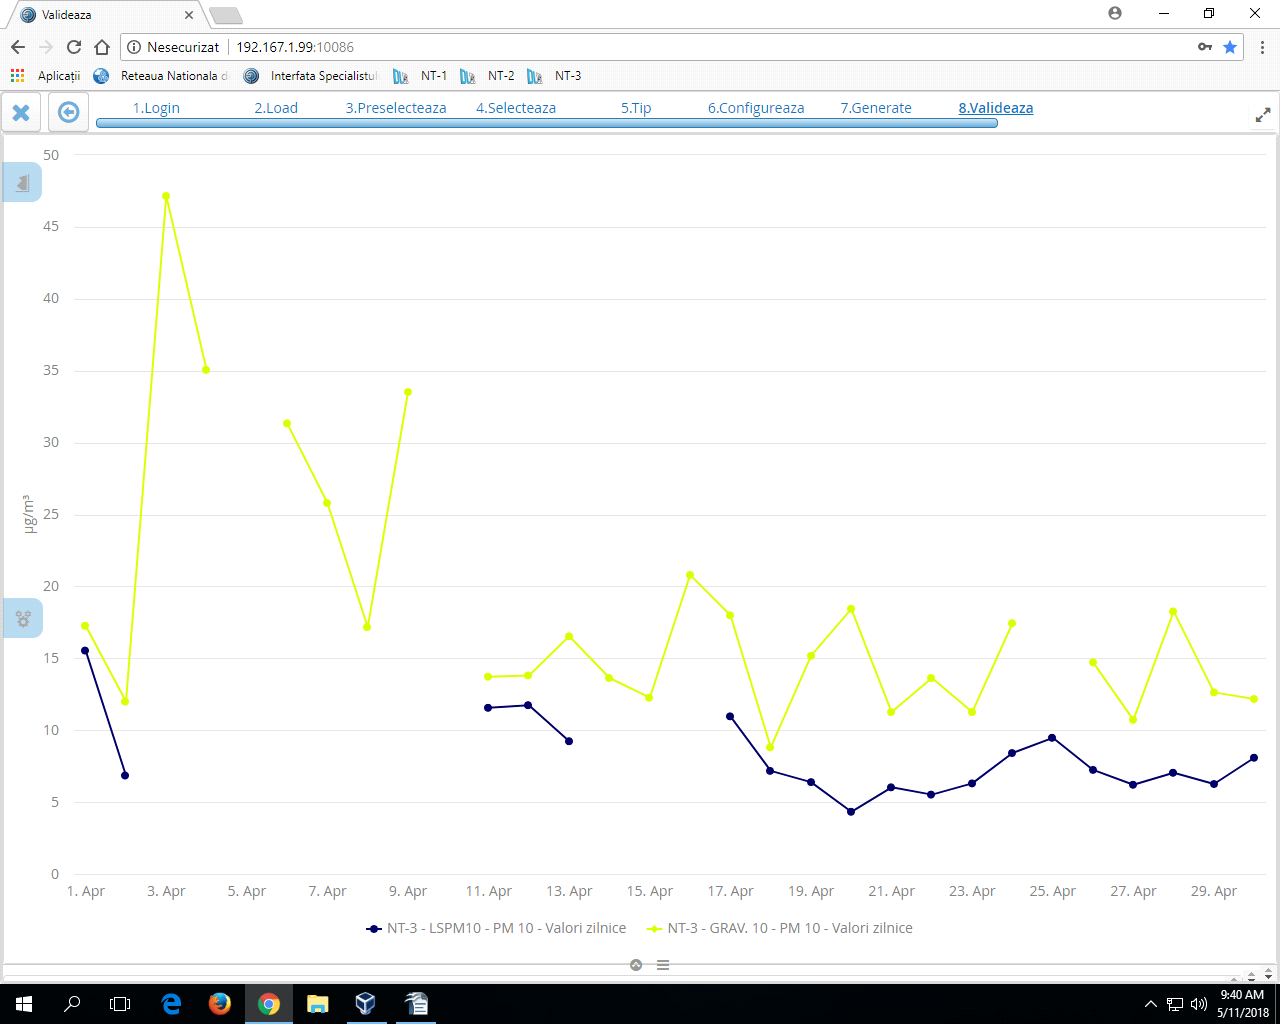 Valideaza
Nesecurizat 192.167.1.99:10086
Aplicații Reteaua Nationala d Interfata Specialistulu NT-1 NT-2 NT-3
1.Login 2.Load 3.Preselecteaza 4.Selecteaza 5.Tip 6.Configureaza 7.Generate 8.Valideaza
50
45
40
35
30
25
20
15
10
5
0
µg/m³
1. Apr 3. Apr 5. Apr 7. Apr 9. Apr 11. Apr 13. Apr 15. Apr 17. Apr 19. Apr 21. Apr 23. Apr 25. Apr 27. Apr 29. Apr
NT-3 - LSPM10 - PM 10 - Valori zilnice NT-3 - GRAV. 10 - PM 10 - Valori zilnice
9:40 AM
5/11/2018